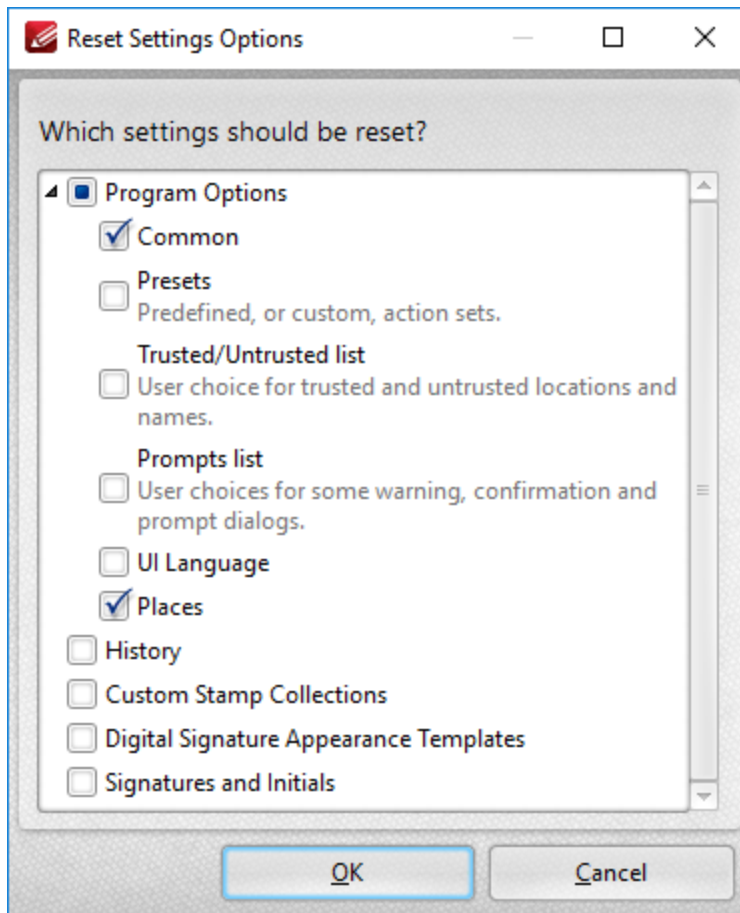 Reset Settings Options
Which settings should be reset?
Program Options
Common
Presets
Predefined, or custom, action sets.
Trusted/Untrusted list
User choice for trusted and untrusted locations and
names.
Prompts list
User choices for some warning, confirmation and
prompt dialogs.
UI Language
Places
History
Custom Stamp Collections
Digital Signature Appearance Templates
Signatures and Initials
OK
Cancel